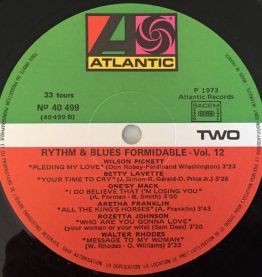 ATLANTIC
33 tours
Nº 40 499
(40 499 B)
P 1973
Atlantic Records
SACEM
TWO
RYTHM & BLUES FORMIDABLE - Vol. 12
WILSON PICKETT
"PLEDING MY LOVE" (Don Robey-Ferdinand Whashington) 3'23
BETTY LAVETTE
"YOUR TIME TO CRY" (J. Simon-R. Gerald-D. Price Jr.) 3'25
ONE'SY MACK
"I DO BELIEVE THAT I'M LOSING YOU"
(A. Forman - B. Smith) 3'00
ARETHA FRANKLIN
"ALL THE KING'S HORSES" (A. Franklin) 3'43
ROZETTA JOHNSON
"WHO ARE YOU GONNA LOVE"
(your woman or your wife) (Sam Dees) 3'20
WALTER RHODES
"MESSAGE TO MY WOMAN"
(W. Rhodes - O. Williams) 3'33